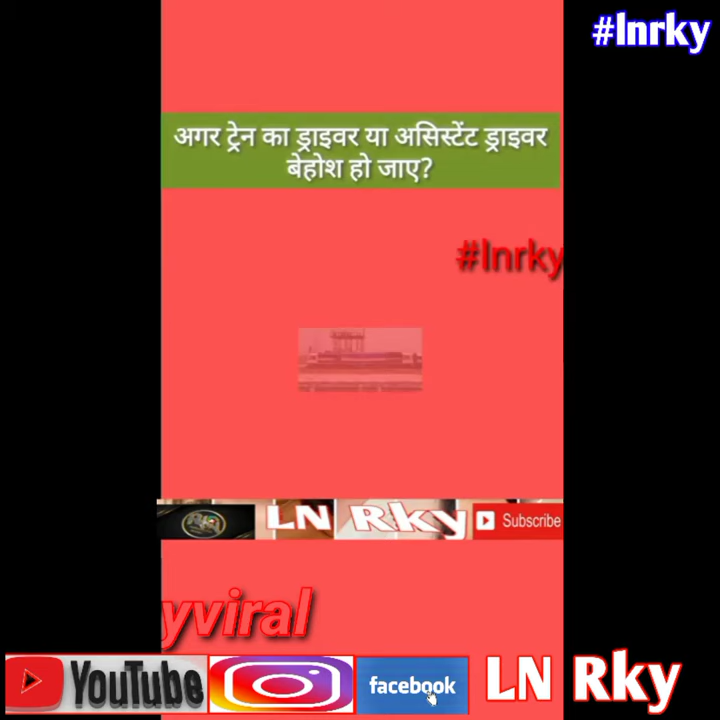 #lnrky
अगर ट्रेन का ड्राइवर या असिस्टेंट ड्राइवर
बेहोश हो जाए?
#lnrky
LN Rky Subscribe
yviral
YouTube facebook LN Rky